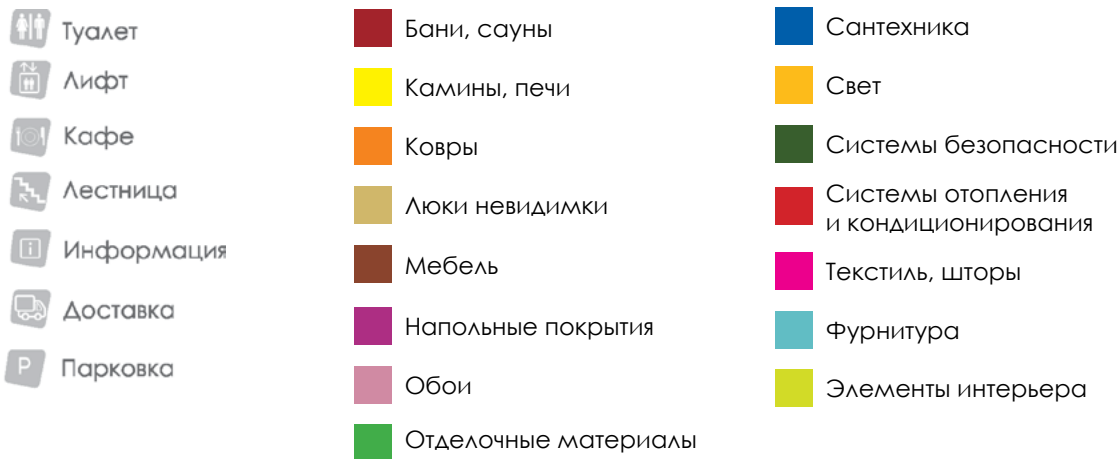 Туалет
Лифт
Кафе
Лестница
Информация
Доставка
P
Парковка
Бани, сауны
Камины, печи
Ковры
Люки невидимки
Мебель
Напольные покрытия
Обои
Отделочные материалы
Сантехника
Свет
Системы безопасности
Системы отопления
и кондиционирования
Текстиль, шторы
Фурнитура
Элементы интерьера